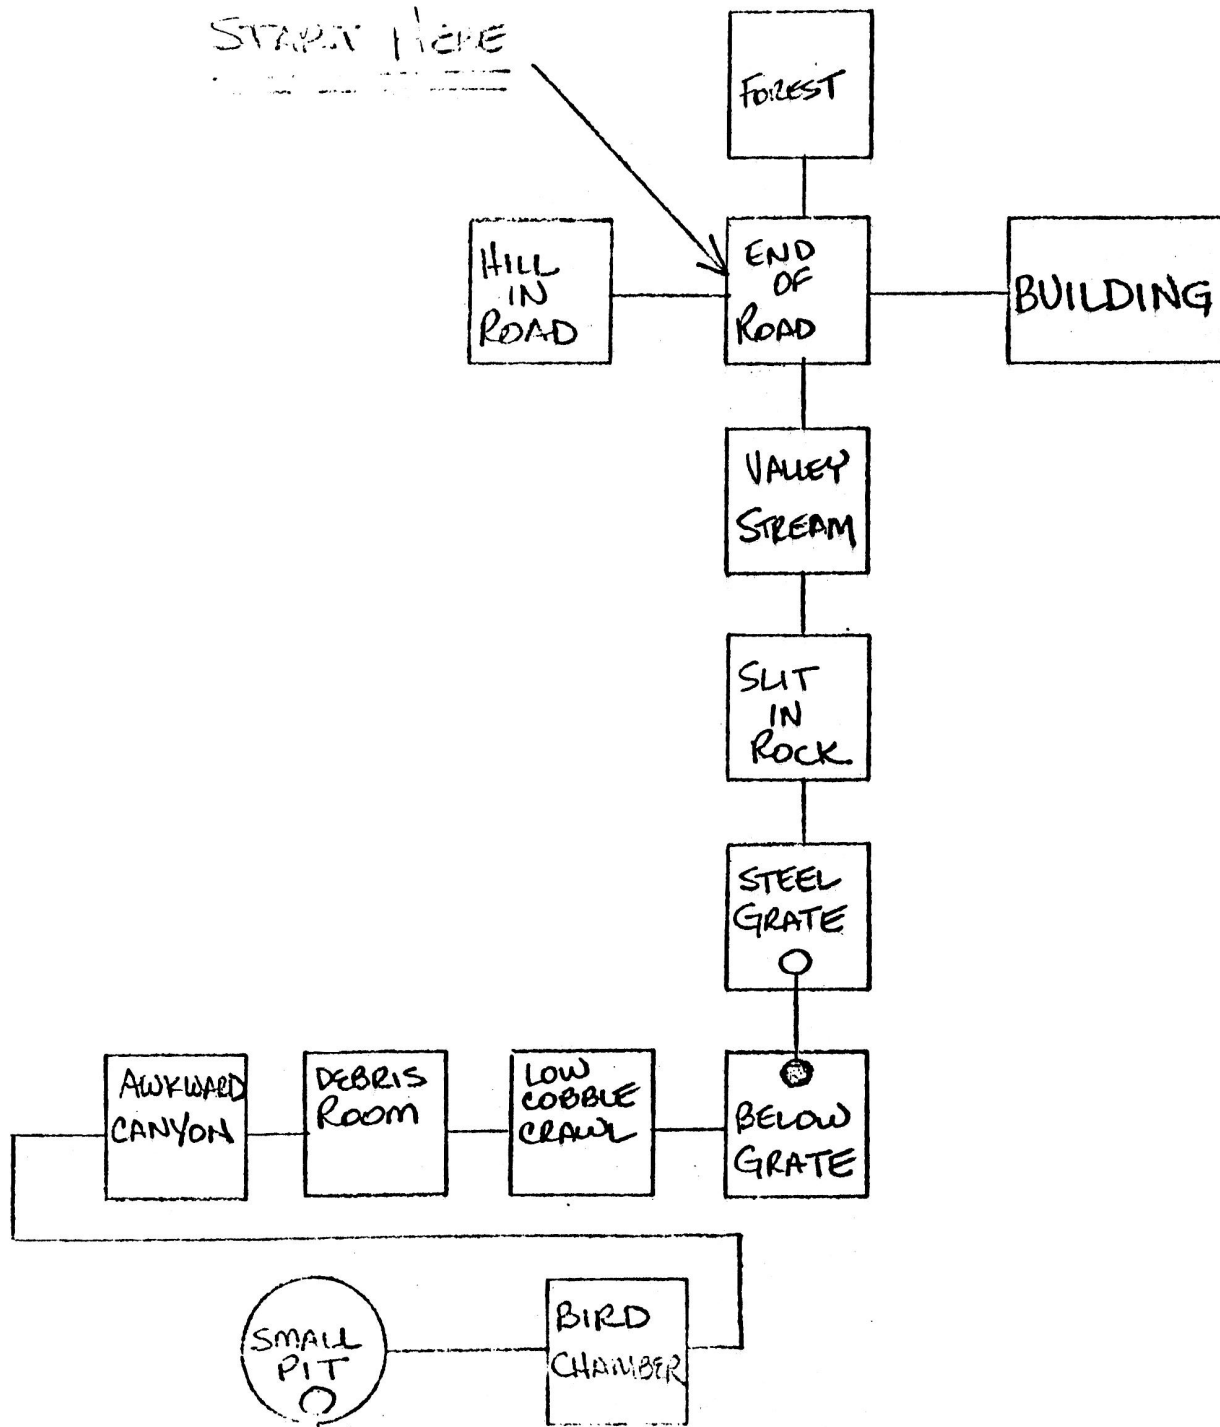 START HERE
FOREST
HILL
IN
ROAD
END
OF
ROAD
BUILDING
VALLEY
STREAM
SLIT
IN
ROCK
STEEL
GRATE
AWKWARD
CANYON
DEBRIS
ROOM
LOW
COBBLE
CRAWL
BELOW
GRATE
SMALL
PIT
BIRD
CHAMBER